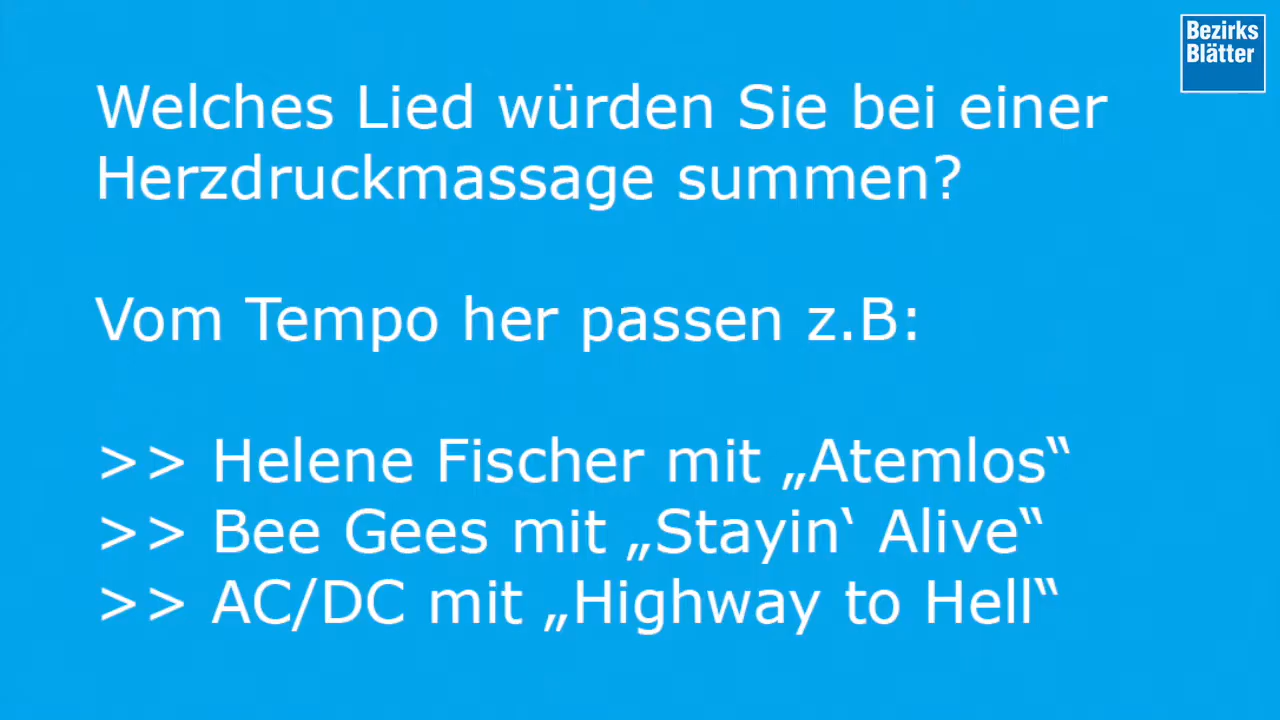 Bezirks
Blätter
Welches Lied würden Sie bei einer
Herzdruckmassage summen?
Vom Tempo her passen z.B:
>> Helene Fischer mit „Atemlos“
>> Bee Gees mit „Stayin‘ Alive“
>> AC/DC mit „Highway to Hell“